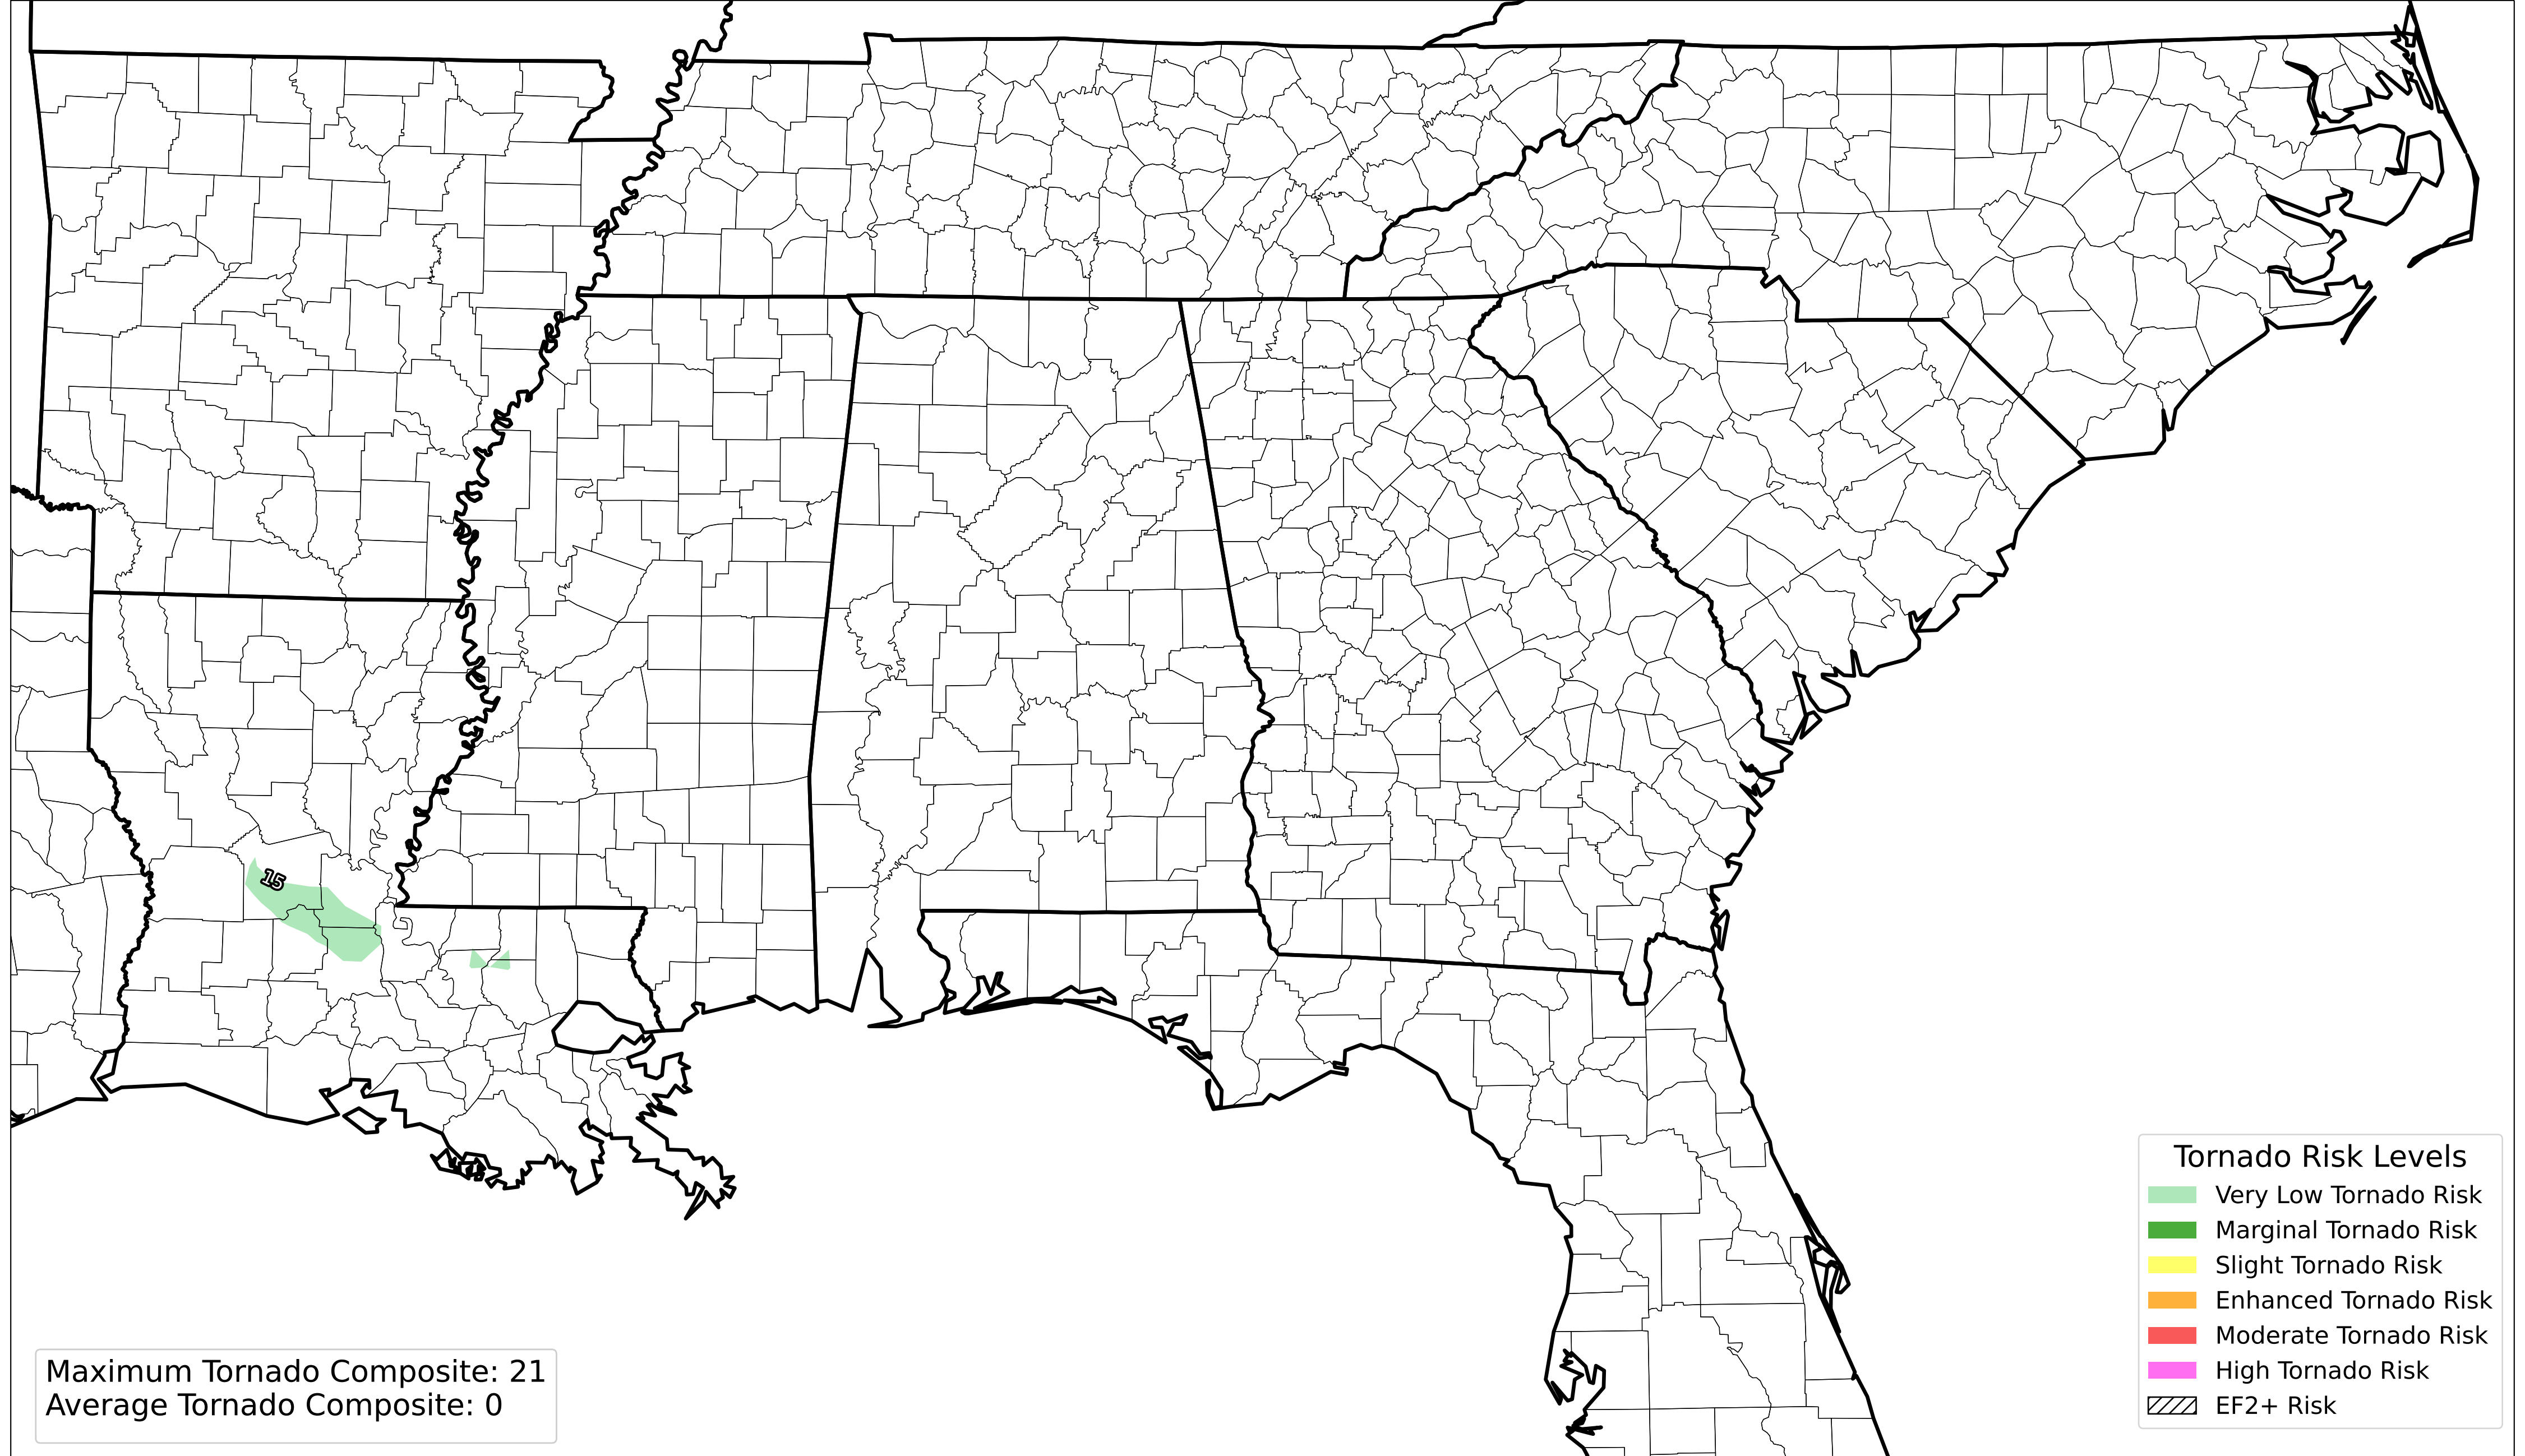 15
Tornado Risk Levels
Very Low Tornado Risk
Marginal Tornado Risk
Slight Tornado Risk
Enhanced Tornado Risk
Moderate Tornado Risk
High Tornado Risk
EF2+ Risk
Maximum Tornado Composite: 21
Average Tornado Composite: 0